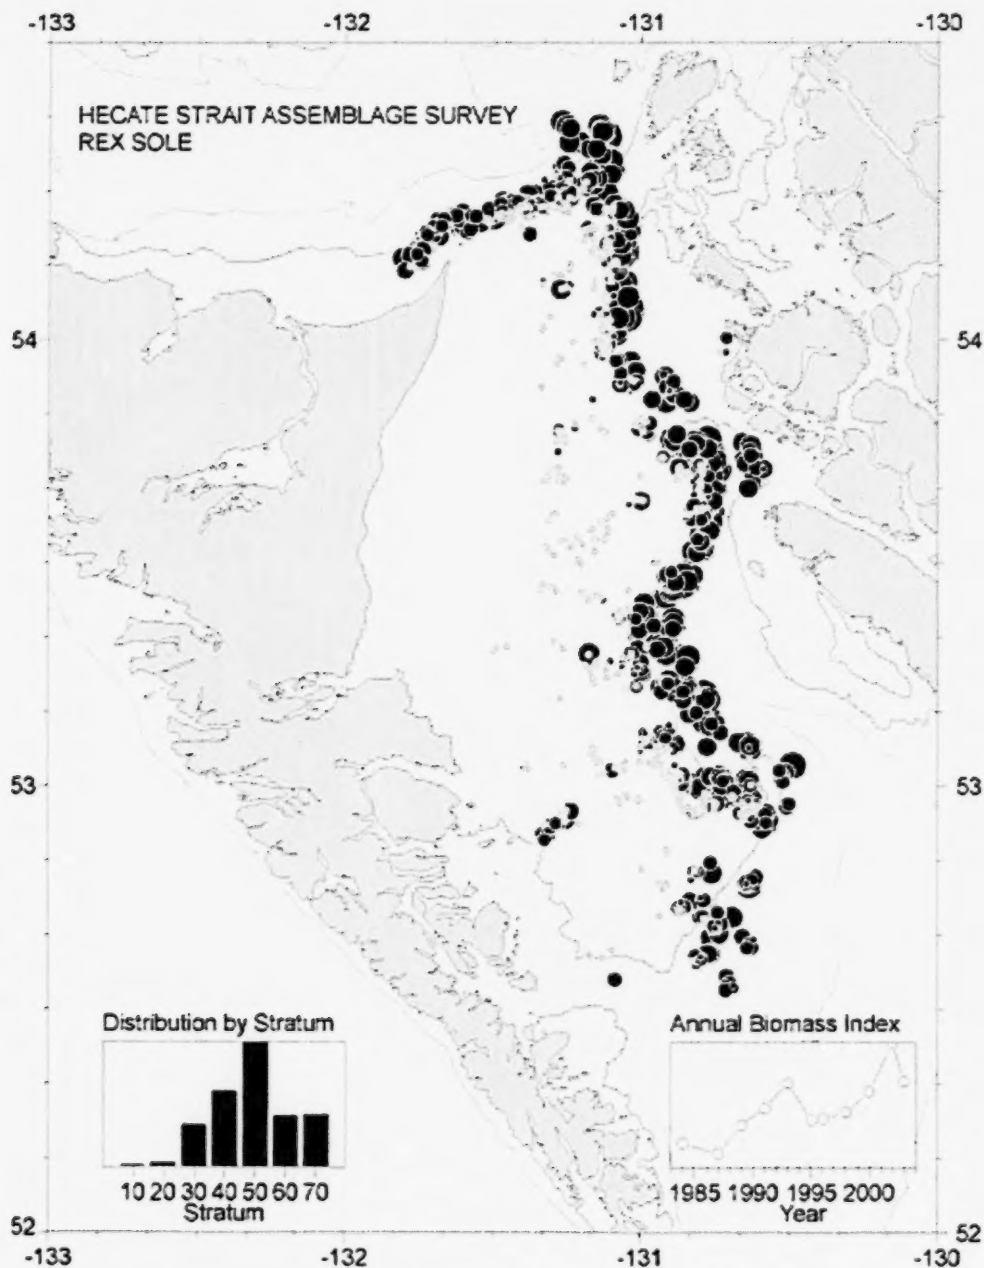 -133 -132 -131 -130
HECATE STRAIT ASSEMBLAGE SURVEY
REX SOLE
54 54
53 53
Distribution by Stratum
10 20 30 40 50 60 70
Stratum
Annual Biomass Index
1985 1990 1995 2000
Year
52 52
-133 -132 -131 -130